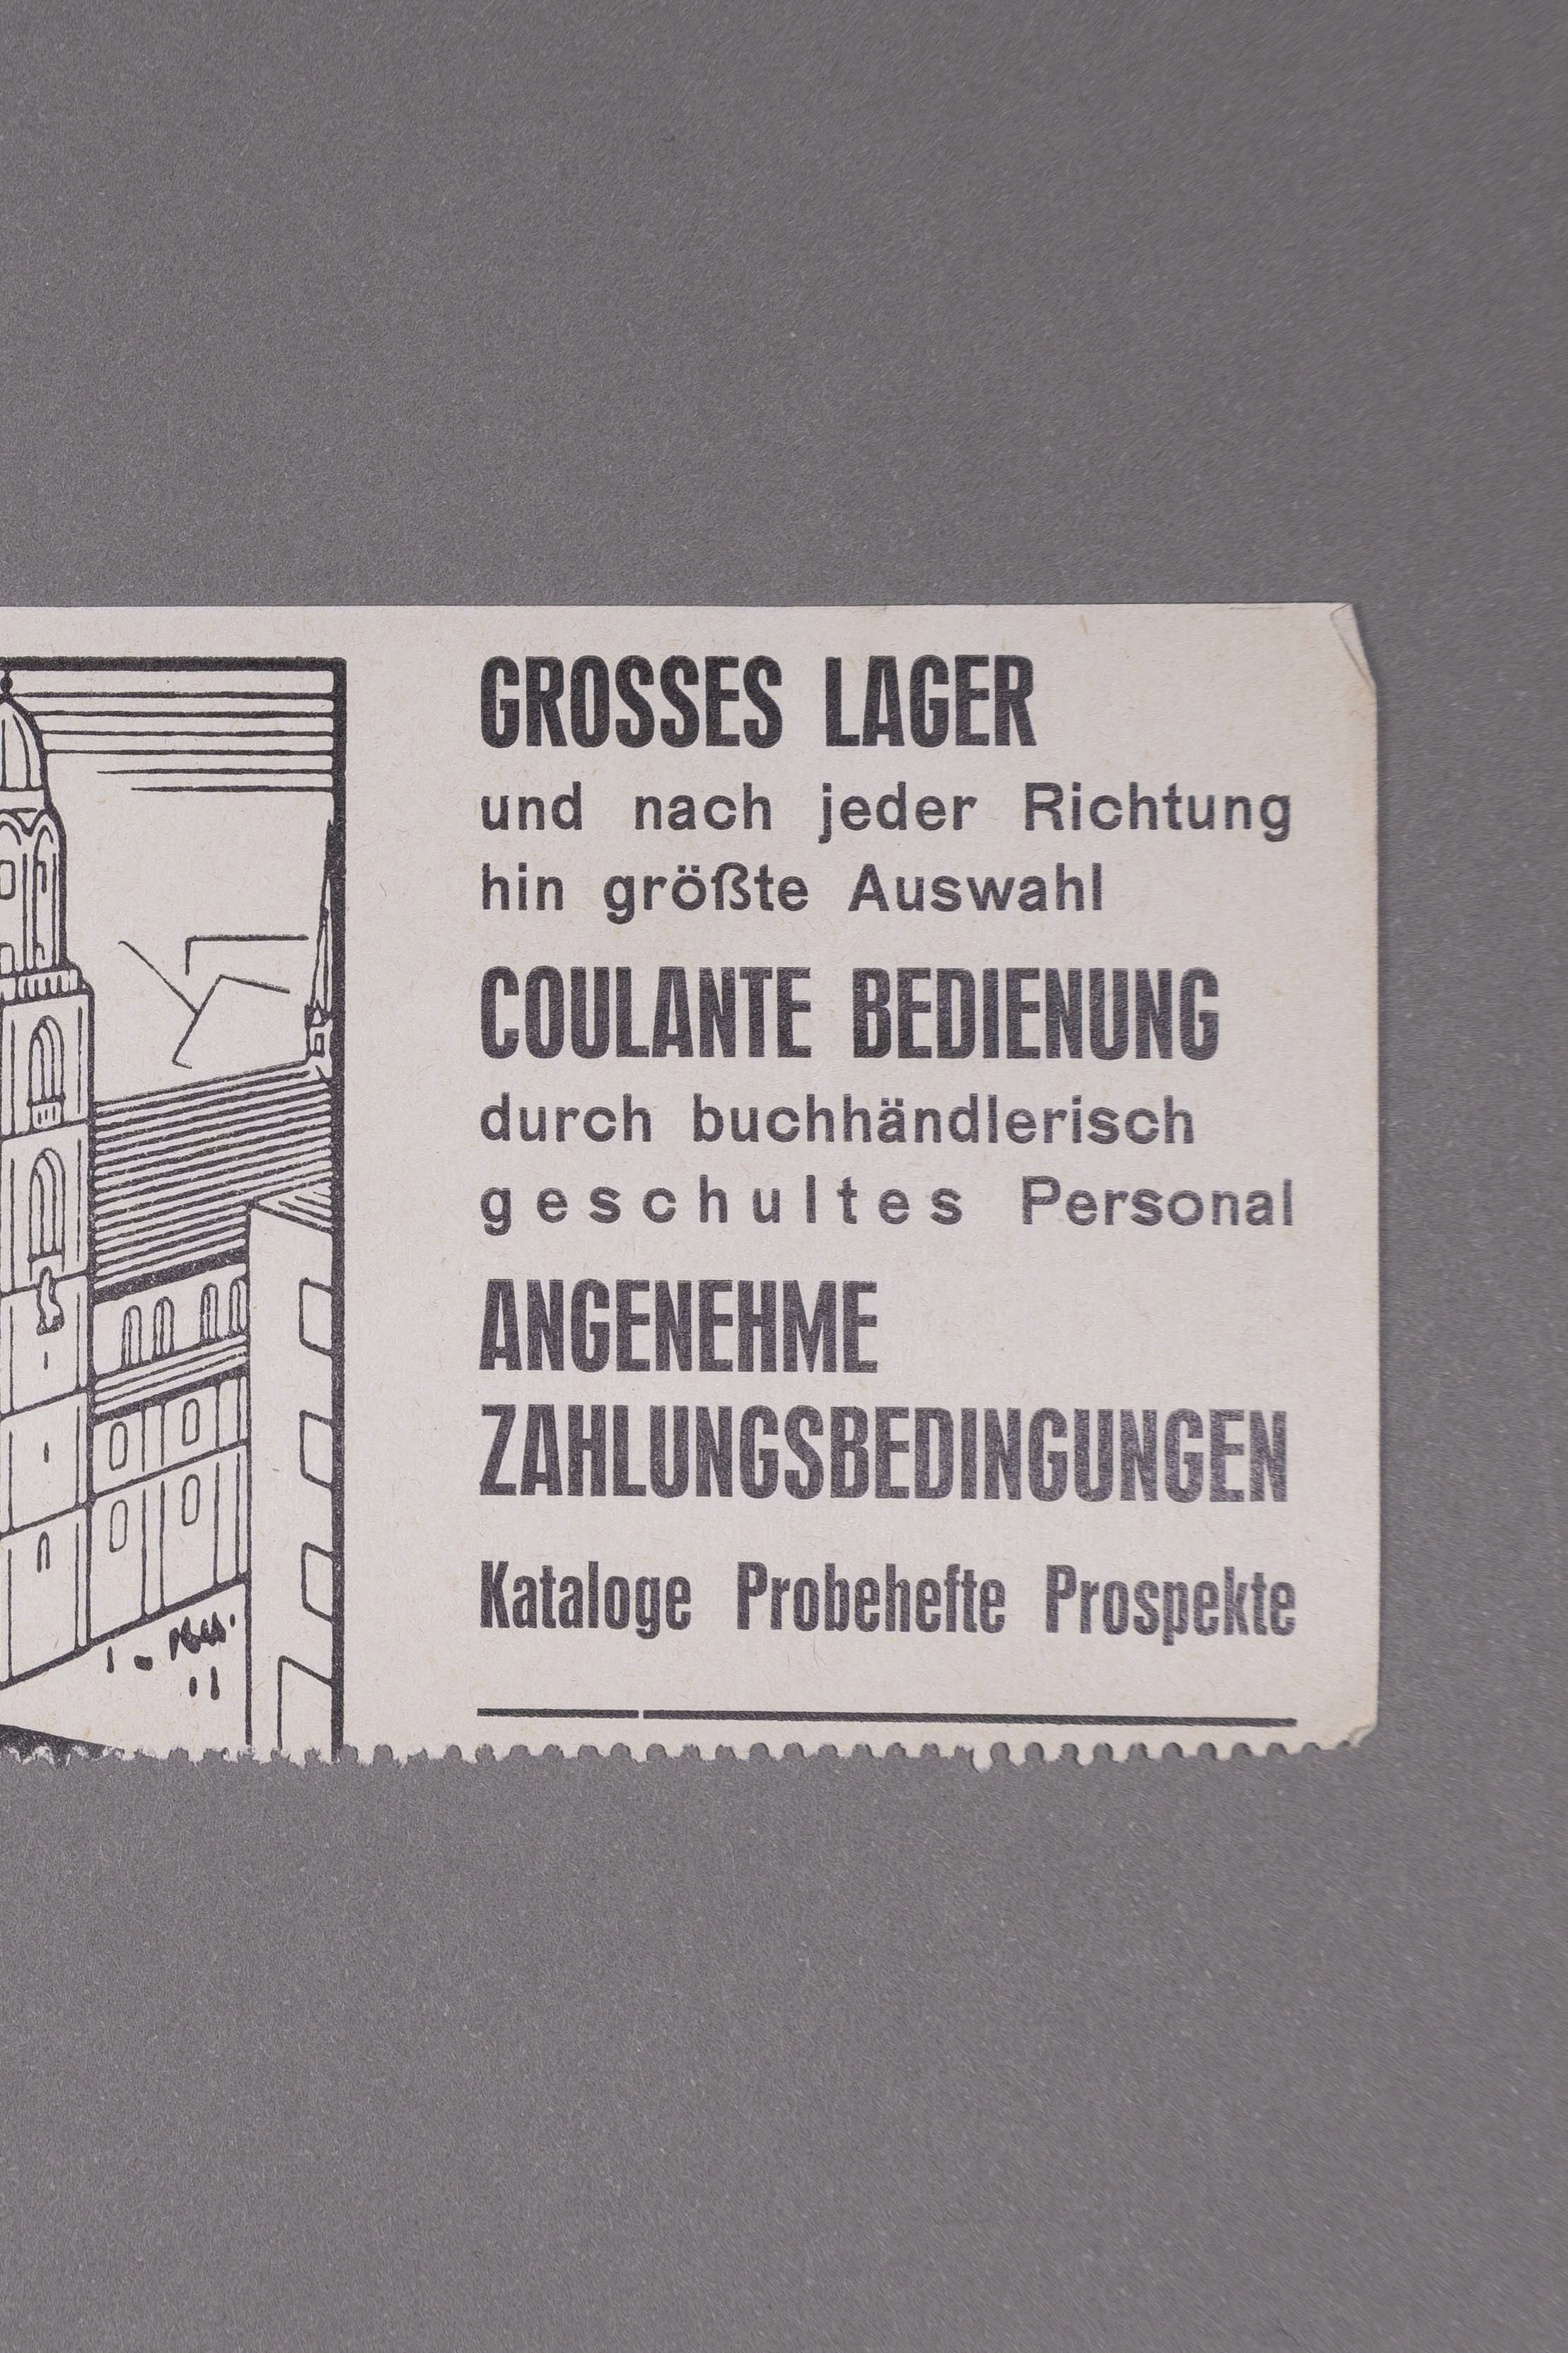 GROSSES LAGER
und nach jeder Richtung
hin größte Auswahl
COULANTE BEDIENUNG
durch buchhändlerisch
geschultes Personal
ANGENEHME
ZAHLUNGSBEDINGUNGEN
Kataloge Probehefte Prospekte